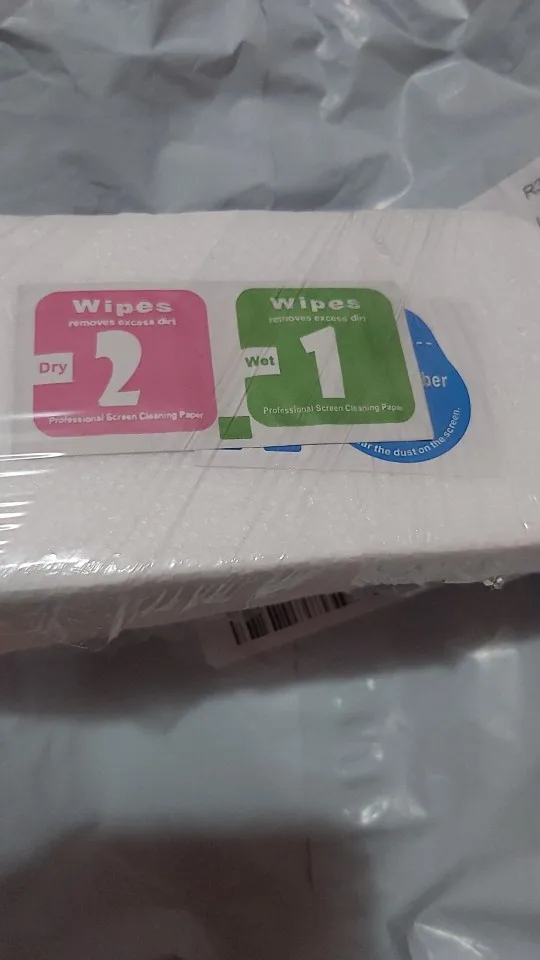 Wipes
removes excess dirt
Dry
2
Professional Screen Cleaning Paper
Wipes
removes excess dirt
Wet
1
Professional Screen Cleaning Paper
ber
the dust on the screen.